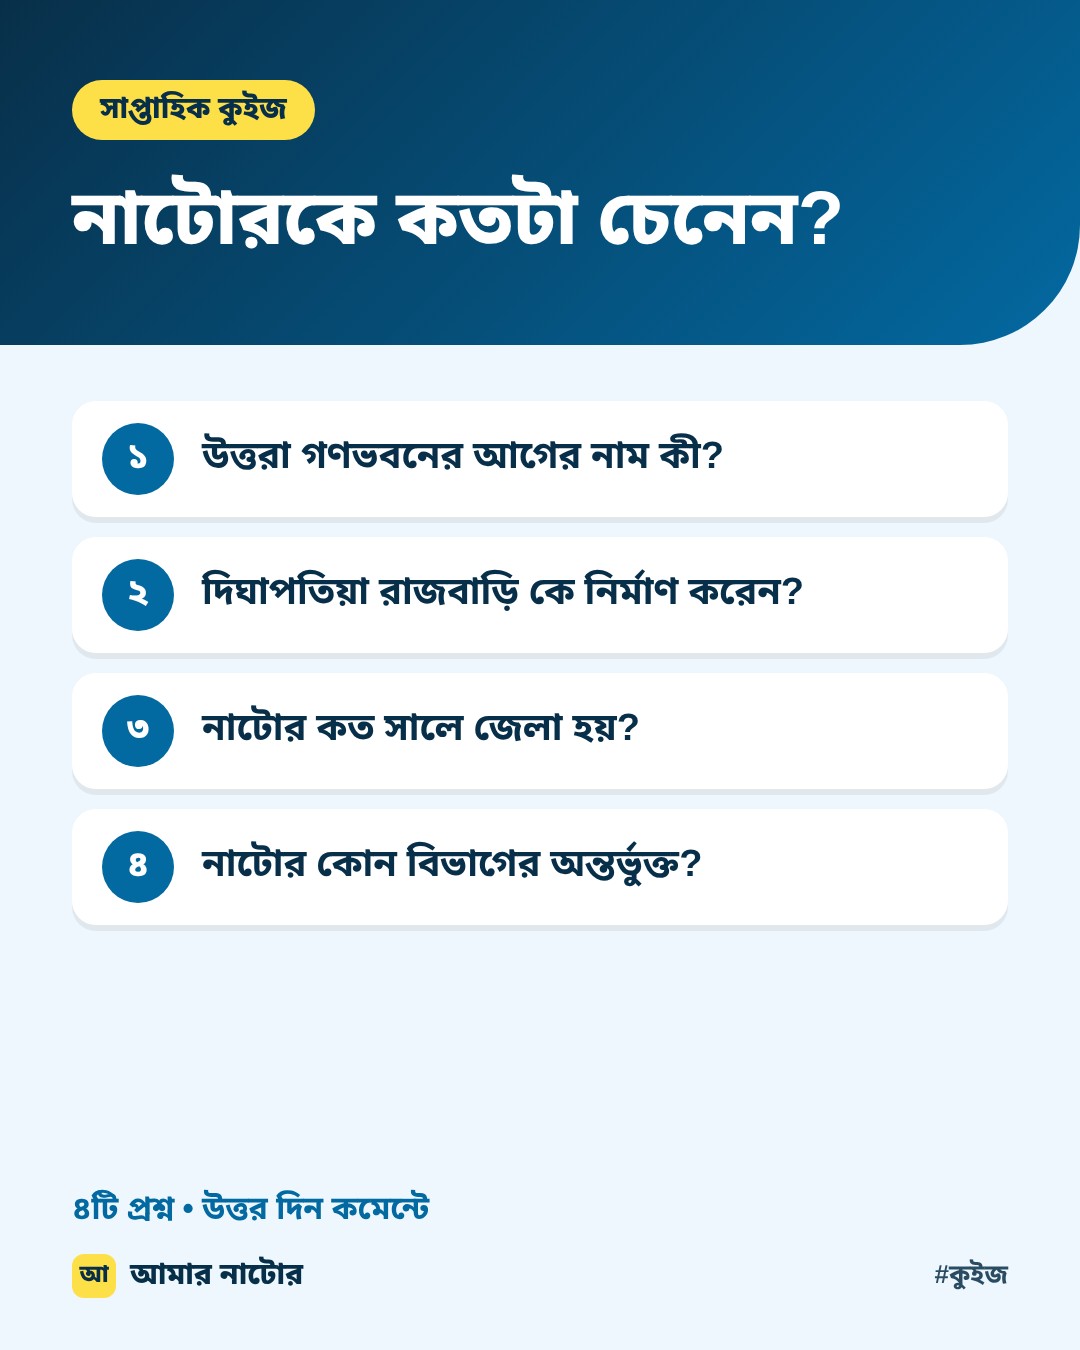 সাপ্তাহিক কুইজ
নাটোরকে কতটা চেনেন?
১ উত্তরা গণভবনের আগের নাম কী?
২ দিঘাপতিয়া রাজবাড়ি কে নির্মাণ করেন?
৩ নাটোর কত সালে জেলা হয়?
৪ নাটোর কোন বিভাগের অন্তর্ভুক্ত?
৪টি প্রশ্ন • উত্তর দিন কমেন্টে
আ আমার নাটোর
#কুইজ